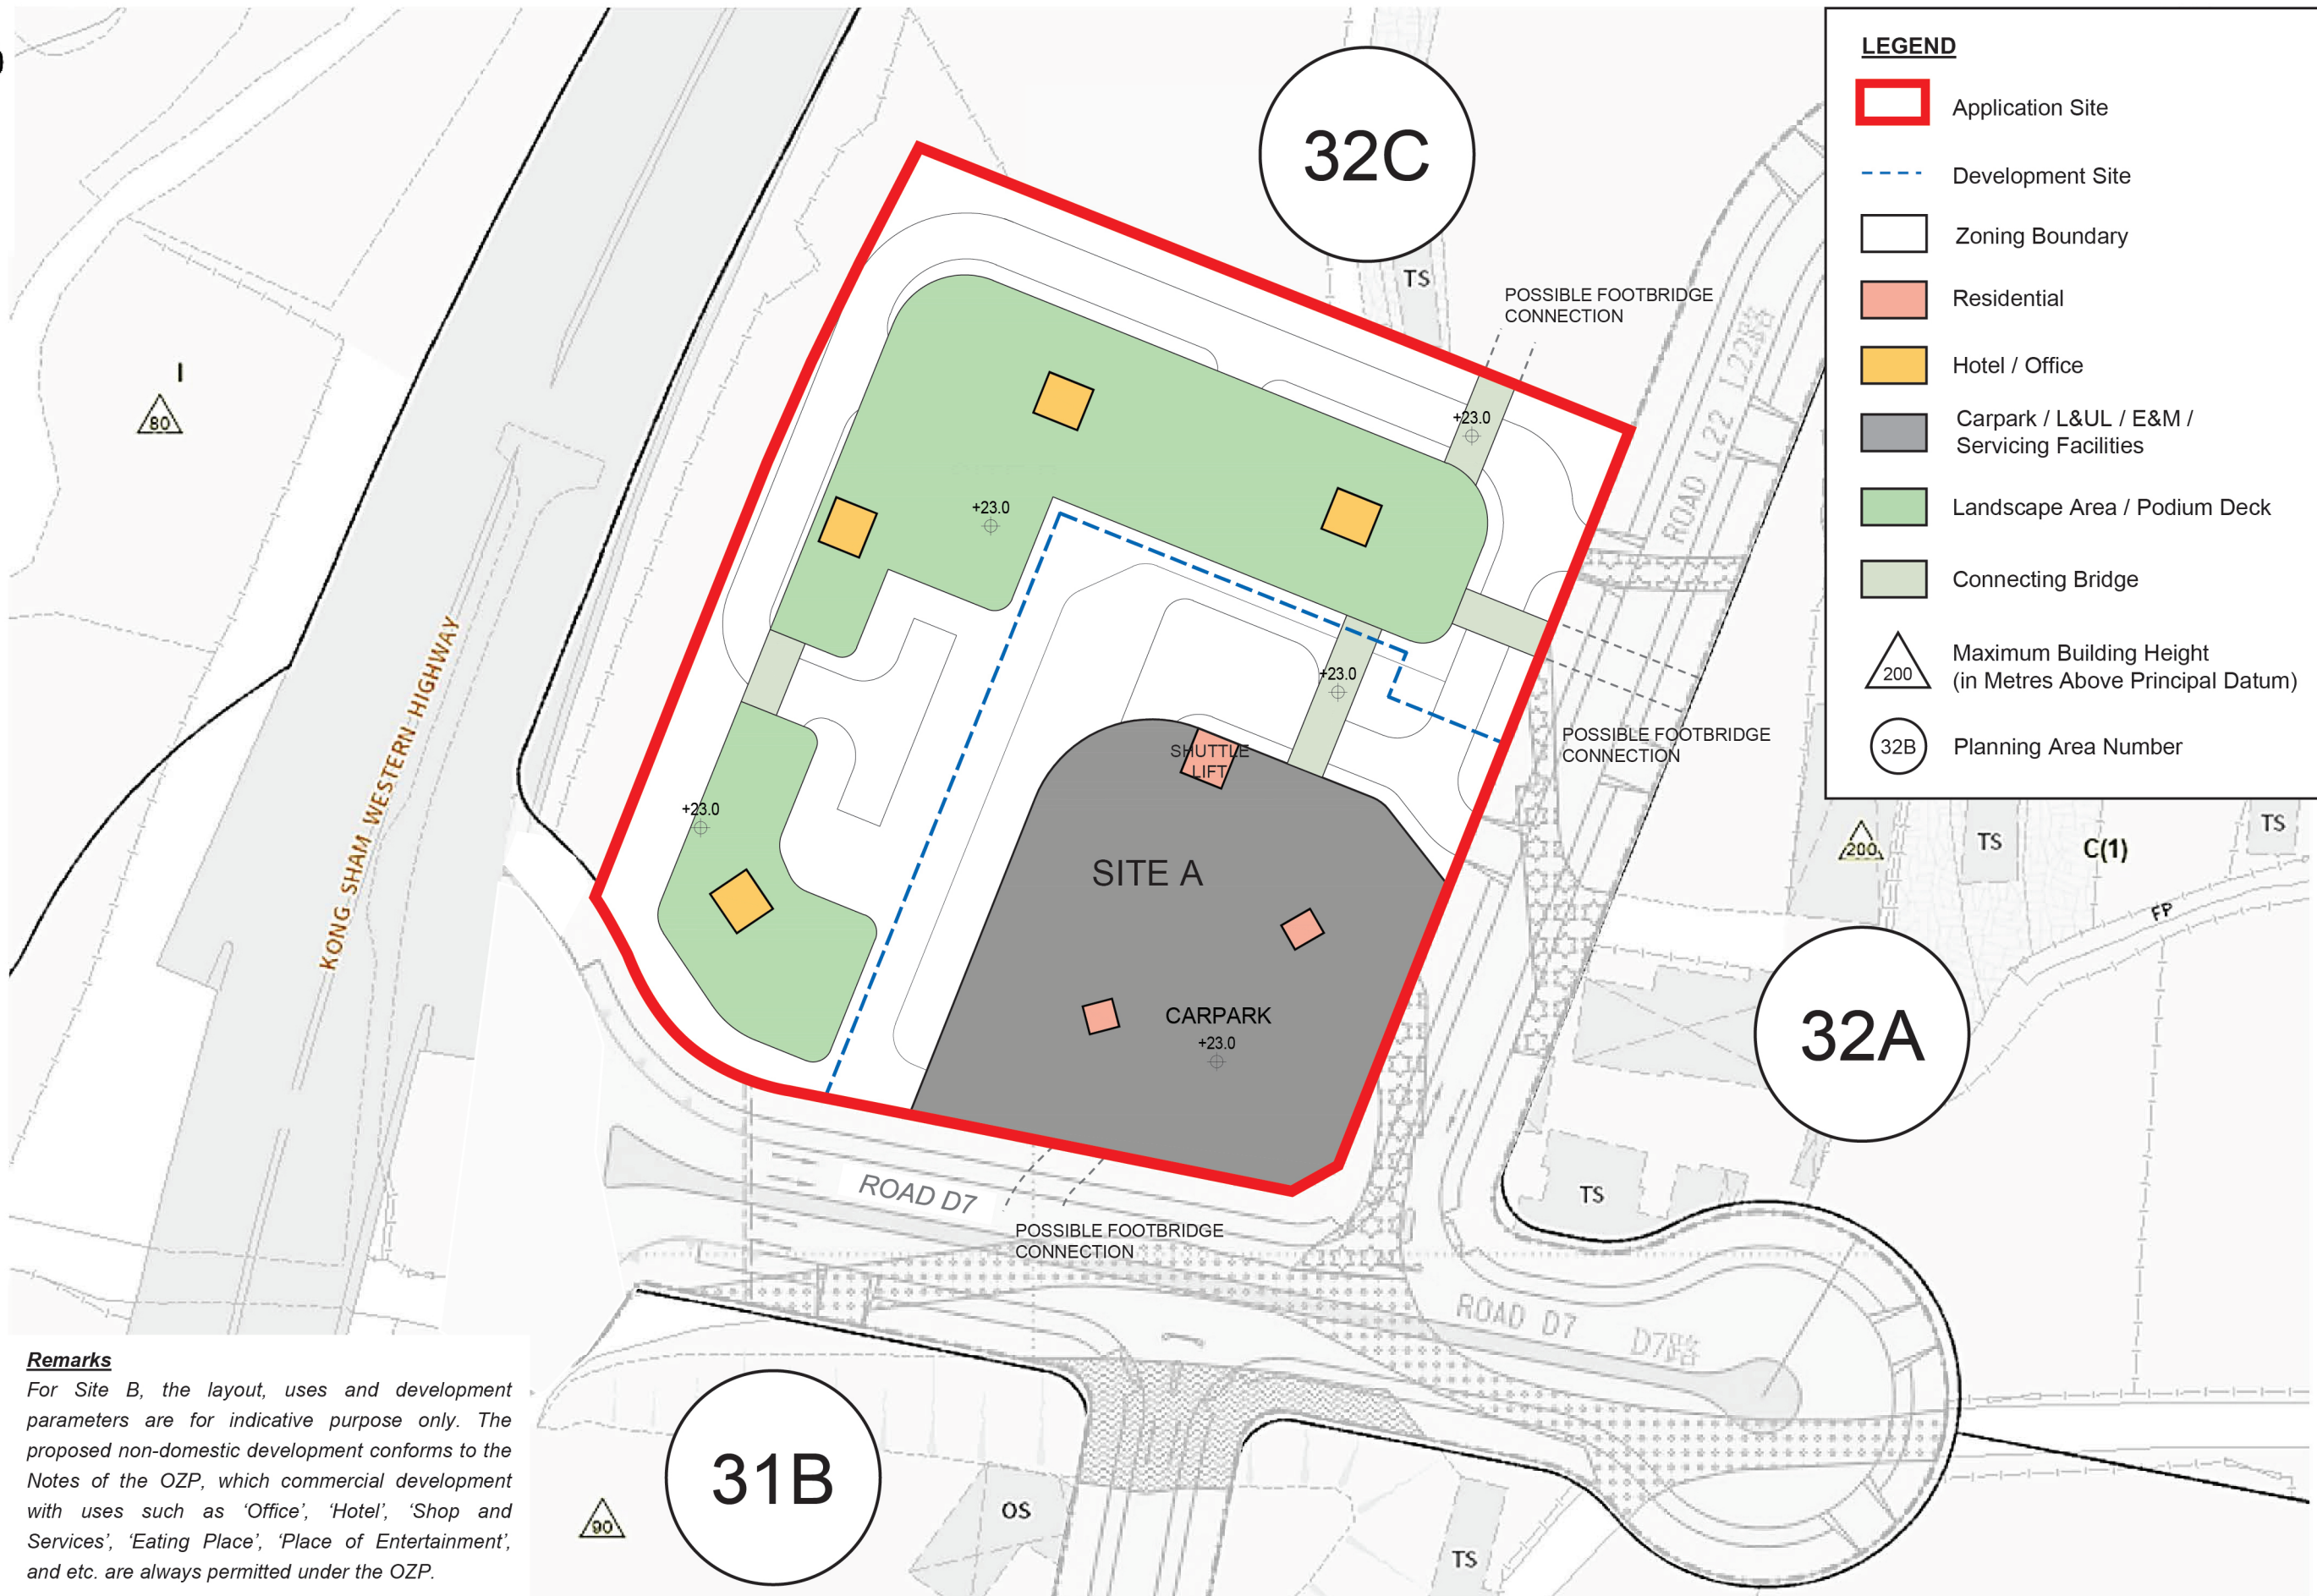 32C
TS
POSSIBLE FOOTBRIDGE
CONNECTION
ROAD L22 L22路
I
80
+23.0
+23.0
+23.0
POSSIBLE FOOTBRIDGE
CONNECTION
SHUTTLE
LIFT
+23.0
KONG SHAM WESTERN HIGHWAY
SITE A
CARPARK
+23.0
200
TS
C(1)
TS
FP
32A
TS
ROAD D7
POSSIBLE FOOTBRIDGE
CONNECTION
ROAD D7 D7路
31B
90
OS
TS
LEGEND
Application Site
Development Site
Zoning Boundary
Residential
Hotel / Office
Carpark / L&UL / E&M /
Servicing Facilities
Landscape Area / Podium Deck
Connecting Bridge
200
Maximum Building Height
(in Metres Above Principal Datum)
32B
Planning Area Number
Remarks
For Site B, the layout, uses and development
parameters are for indicative purpose only. The
proposed non-domestic development conforms to the
Notes of the OZP, which commercial development
with uses such as ‘Office’, ‘Hotel’, ‘Shop and
Services’, ‘Eating Place’, ‘Place of Entertainment’,
and etc. are always permitted under the OZP.